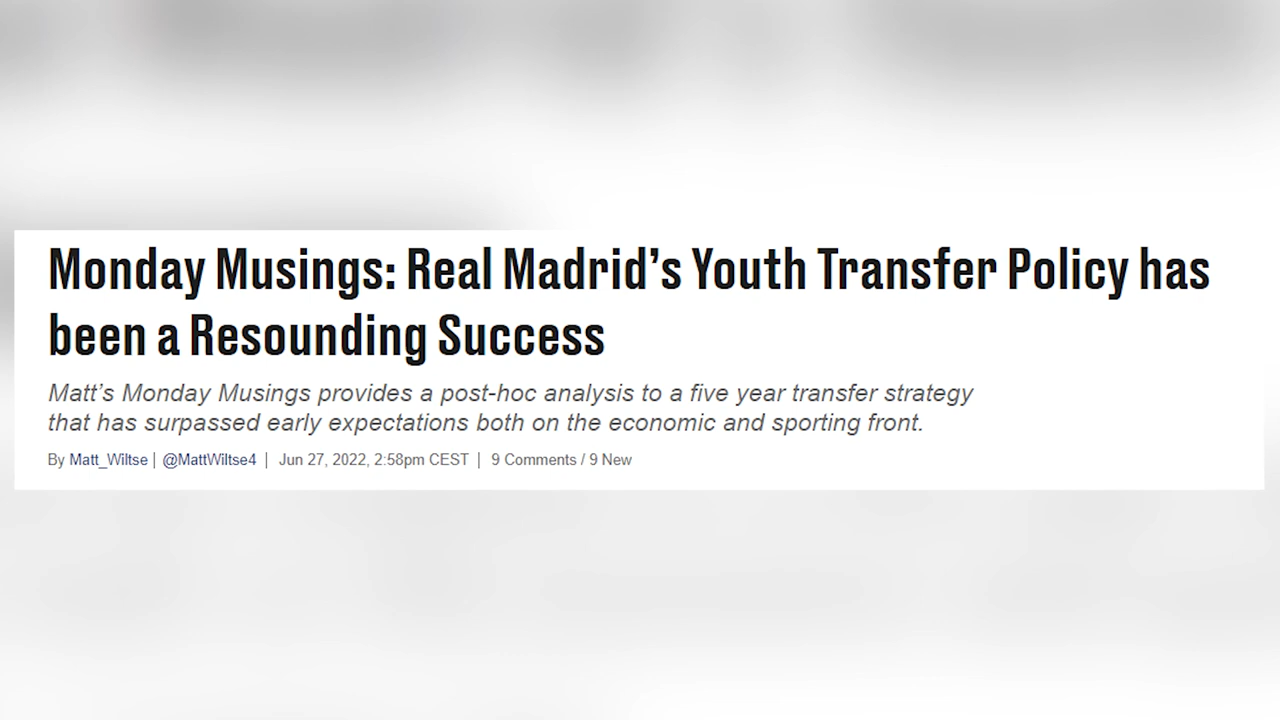 Monday Musings: Real Madrid’s Youth Transfer Policy has
been a Resounding Success
Matt’s Monday Musings provides a post-hoc analysis to a five year transfer strategy
that has surpassed early expectations both on the economic and sporting front.
By Matt_Wiltse | @MattWiltse4 | Jun 27, 2022, 2:58pm CEST | 9 Comments / 9 New